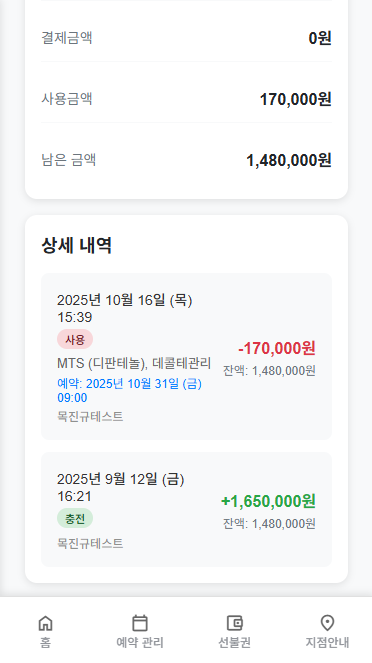 결제금액 0원
사용금액 170,000원
남은 금액 1,480,000원
상세 내역
2025년 10월 16일 (목)
15:39
사용
-170,000원
MTS (디판테놀), 데콜테관리
잔액: 1,480,000원
예약: 2025년 10월 31일 (금)
09:00
목진규테스트
2025년 9월 12일 (금)
16:21
+1,650,000원
충전
잔액: 1,480,000원
목진규테스트
홈 예약 관리 선불권 지점안내